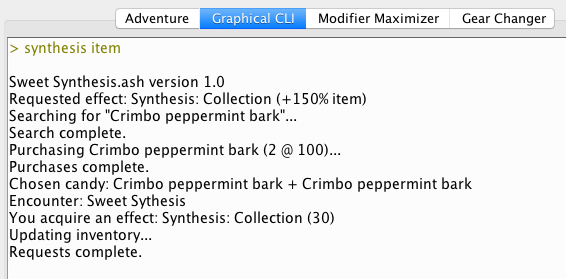 Adventure Graphical CLI Modifier Maximizer Gear Changer
> synthesis item
Sweet Synthesis.ash version 1.0
Requested effect: Synthesis: Collection (+150% item)
Searching for "Crimbo peppermint bark"...
Search complete.
Purchasing Crimbo peppermint bark (2 @ 100)...
Purchases complete.
Chosen candy: Crimbo peppermint bark + Crimbo peppermint bark
Encounter: Sweet Sythesis
You acquire an effect: Synthesis: Collection (30)
Updating inventory...
Requests complete.